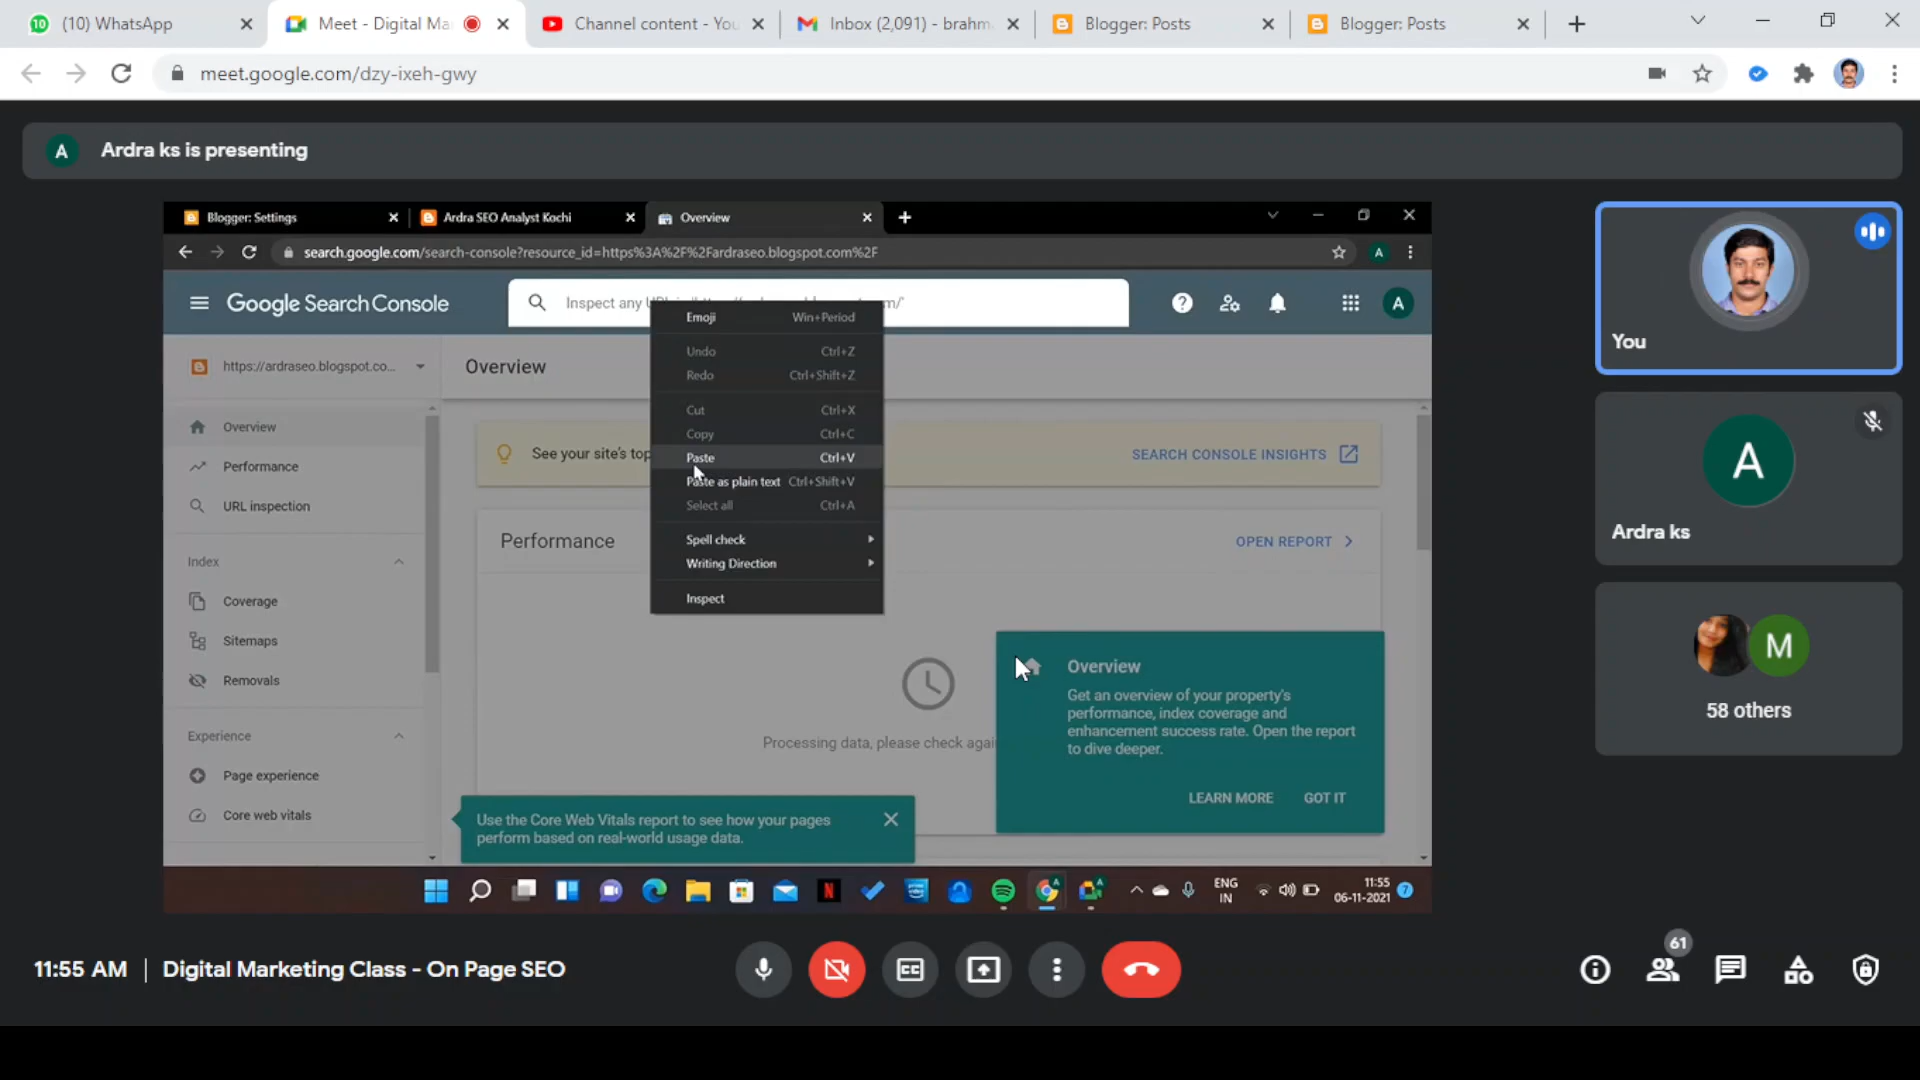 (10) WhatsApp
Meet - Digital Ma
Channel content - You
Inbox (2,091) - brahm
Blogger: Posts
Blogger: Posts
meet.google.com/dzy-ixeh-gwy
A
Ardra ks is presenting
Blogger: Settings
Ardra SEO Analyst Kochi
Overview
search.google.com/search-console?resource_id=https%3A%2F%2Fardraseo.blogspot.com%2F
A
Google Search Console
Inspect any
m/"
A
https://ardraseo.blogspot.co...
Overview
Overview
Performance
URL inspection
Index
Coverage
Sitemaps
Removals
Experience
Page experience
Core web vitals
Emoji Win+Period
Undo Ctrl+Z
Redo Ctrl+Shift+Z
Cut Ctrl+X
Copy Ctrl+C
Paste Ctrl+V
Paste as plain text Ctrl+Shift+V
Select all Ctrl+A
Spell check
Writing Direction
Inspect
See your site's top
SEARCH CONSOLE INSIGHTS
Performance
OPEN REPORT
Processing data, please check agai
Overview
Get an overview of your property's
performance, index coverage and
enhancement success rate. Open the report
to dive deeper.
LEARN MORE GOT IT
Use the Core Web Vitals report to see how your pages
perform based on real-world usage data.
ENG
IN
11:55
06-11-2021
7
You
A
Ardra ks
M
58 others
11:55 AM | Digital Marketing Class - On Page SEO
61